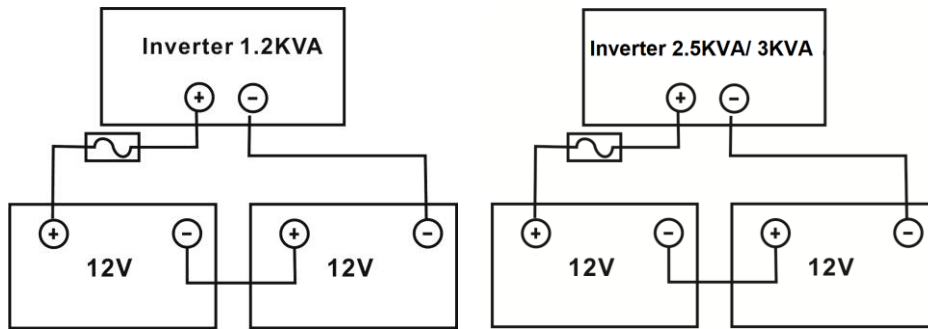 Inverter 1.2KVA
+ −
+ − + −
12V 12V
Inverter 2.5KVA/ 3KVA
+ −
+ − + −
12V 12V